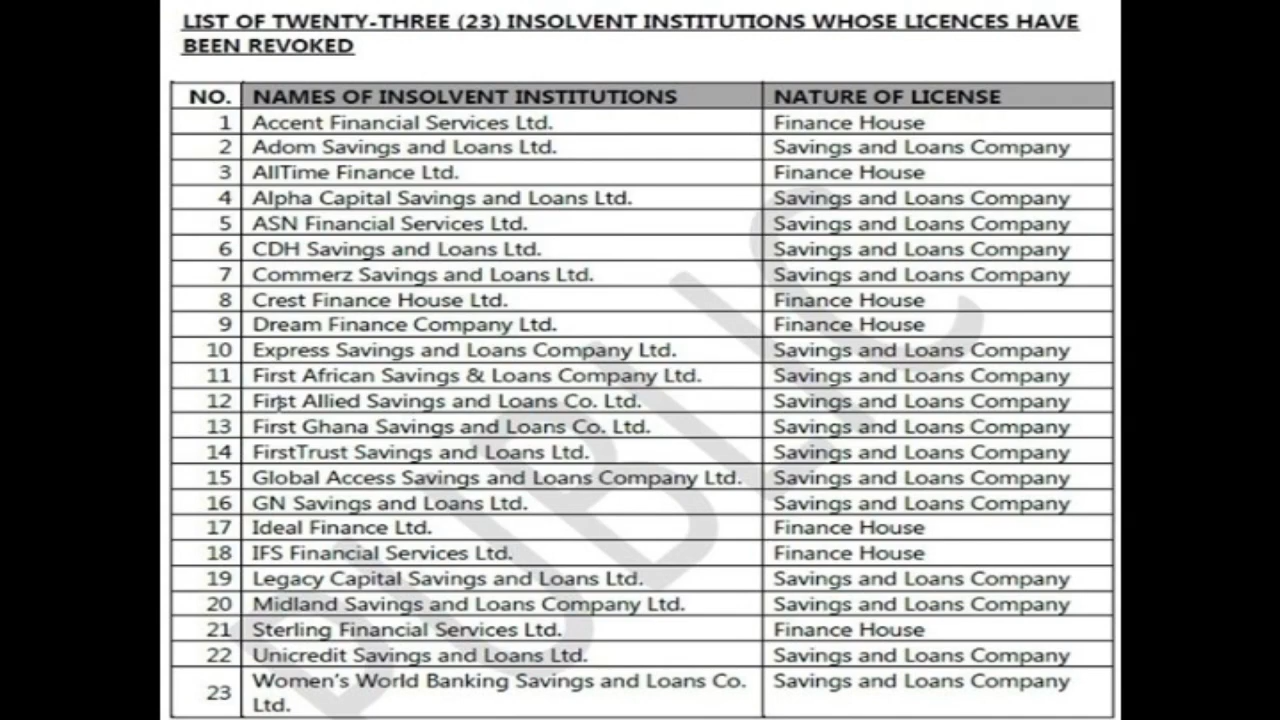 LIST OF TWENTY-THREE (23) INSOLVENT INSTITUTIONS WHOSE LICENCES HAVE
BEEN REVOKED
NO. NAMES OF INSOLVENT INSTITUTIONS NATURE OF LICENSE
1 Accent Financial Services Ltd. Finance House
2 Adom Savings and Loans Ltd. Savings and Loans Company
3 AllTime Finance Ltd. Finance House
4 Alpha Capital Savings and Loans Ltd. Savings and Loans Company
5 ASN Financial Services Ltd. Savings and Loans Company
6 CDH Savings and Loans Ltd. Savings and Loans Company
7 Commerz Savings and Loans Ltd. Savings and Loans Company
8 Crest Finance House Ltd. Finance House
9 Dream Finance Company Ltd. Finance House
10 Express Savings and Loans Company Ltd. Savings and Loans Company
11 First African Savings & Loans Company Ltd. Savings and Loans Company
12 First Allied Savings and Loans Co. Ltd. Savings and Loans Company
13 First Ghana Savings and Loans Co. Ltd. Savings and Loans Company
14 FirstTrust Savings and Loans Ltd. Savings and Loans Company
15 Global Access Savings and Loans Company Ltd. Savings and Loans Company
16 GN Savings and Loans Ltd. Savings and Loans Company
17 Ideal Finance Ltd. Finance House
18 IFS Financial Services Ltd. Finance House
19 Legacy Capital Savings and Loans Ltd. Savings and Loans Company
20 Midland Savings and Loans Company Ltd. Savings and Loans Company
21 Sterling Financial Services Ltd. Finance House
22 Unicredit Savings and Loans Ltd. Savings and Loans Company
23 Women's World Banking Savings and Loans Co. Savings and Loans Company
Ltd.
PUBLIC